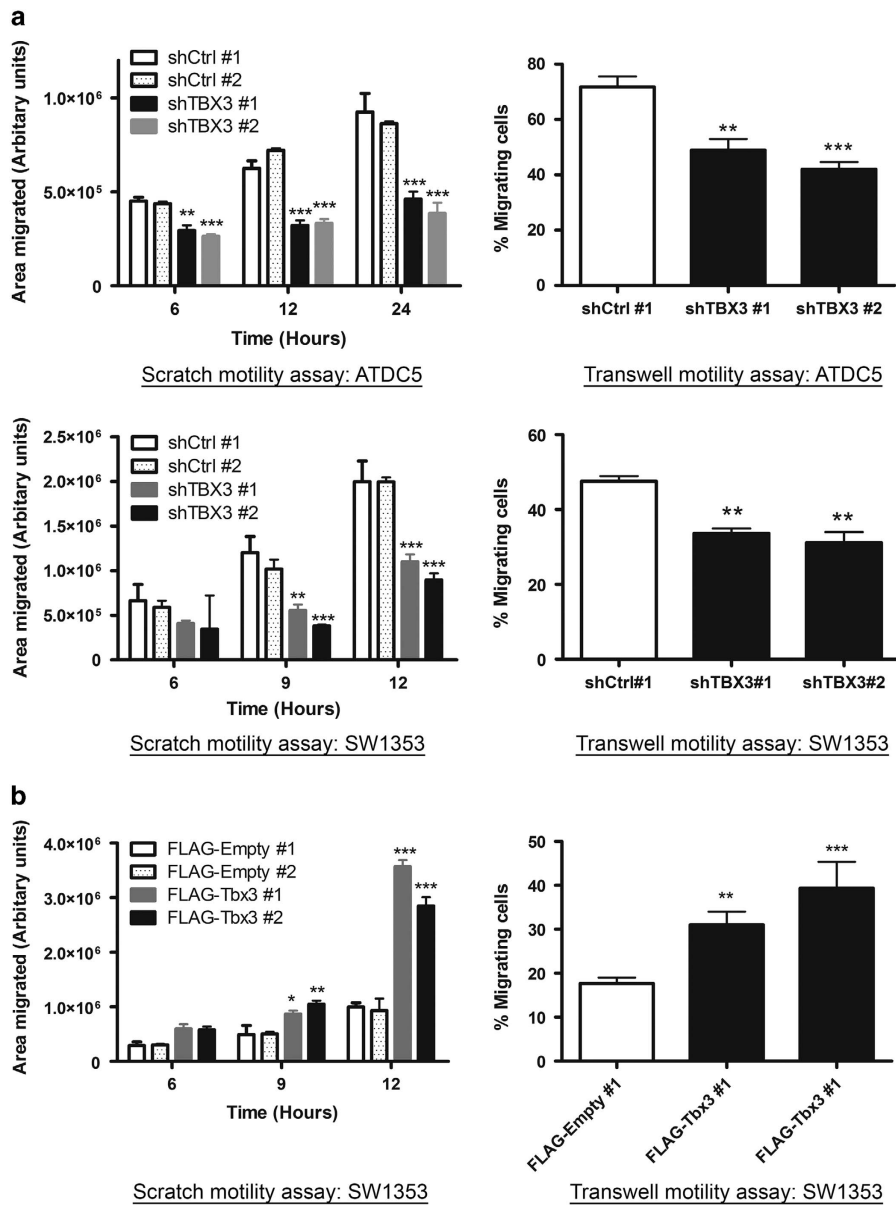 a
shCtrl #1
shCtrl #2
shTBX3 #1
shTBX3 #2
Area migrated (Arbitary units)
1.0×10⁶
5.0×10⁵
0
** *** *** *** *** ***
6 12 24
Time (Hours)
Scratch motility assay: ATDC5
% Migrating cells
80
60
40
20
0
** ***
shCtrl #1 shTBX3 #1 shTBX3 #2
Transwell motility assay: ATDC5
shCtrl #1
shCtrl #2
shTBX3 #1
shTBX3 #2
Area migrated (Arbitary units)
2.5×10⁶
2.0×10⁶
1.5×10⁶
1.0×10⁶
5.0×10⁵
0
** *** *** ***
6 9 12
Time (Hours)
Scratch motility assay: SW1353
% Migrating cells
60
40
20
0
** **
shCtrl#1 shTBX3#1 shTBX3#2
Transwell motility assay: SW1353
b
FLAG-Empty #1
FLAG-Empty #2
FLAG-Tbx3 #1
FLAG-Tbx3 #2
Area migrated (Arbitary units)
4.0×10⁶
3.0×10⁶
2.0×10⁶
1.0×10⁶
0
* ** *** ***
6 9 12
Time (Hours)
Scratch motility assay: SW1353
% Migrating cells
50
40
30
20
10
0
** ***
FLAG-Empty #1 FLAG-Tbx3 #1 FLAG-Tbx3 #1
Transwell motility assay: SW1353